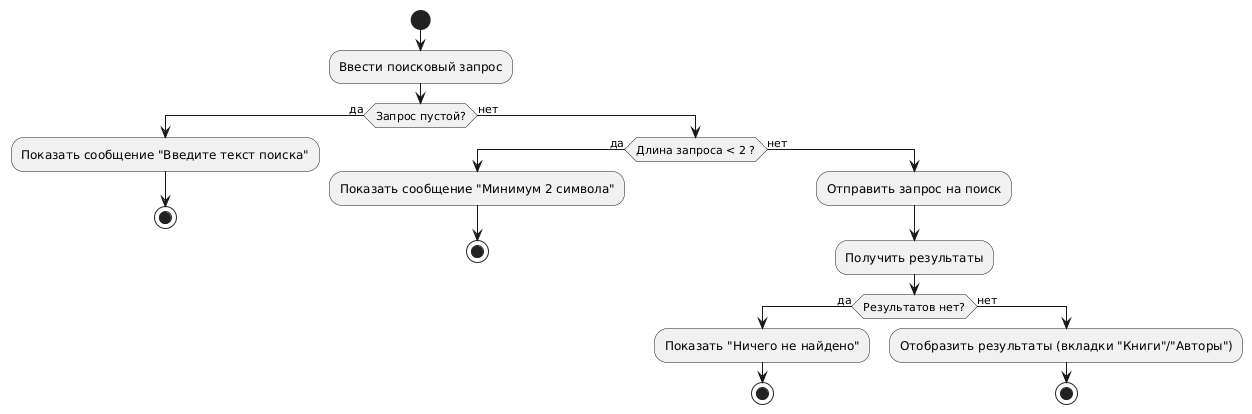 Ввести поисковый запрос
да
Запрос пустой?
нет
Показать сообщение "Введите текст поиска"
да
Длина запроса < 2 ?
нет
Показать сообщение "Минимум 2 символа"
Отправить запрос на поиск
Получить результаты
да
Результатов нет?
нет
Показать "Ничего не найдено"
Отобразить результаты (вкладки "Книги"/"Авторы")